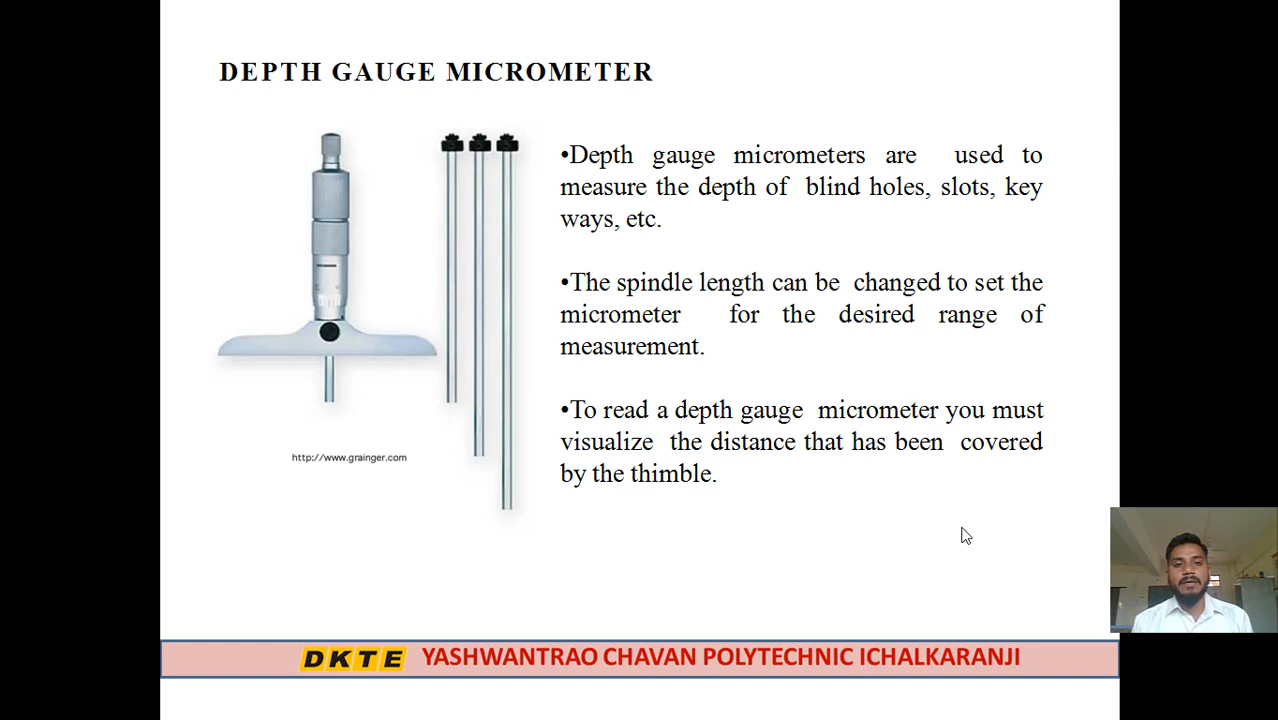 DEPTH GAUGE MICROMETER
•Depth gauge micrometers are used to
measure the depth of blind holes, slots, key
ways, etc.
•The spindle length can be changed to set the
micrometer for the desired range of
measurement.
•To read a depth gauge micrometer you must
visualize the distance that has been covered
by the thimble.
http://www.grainger.com
DKTE YASHWANTRAO CHAVAN POLYTECHNIC ICHALKARANJI